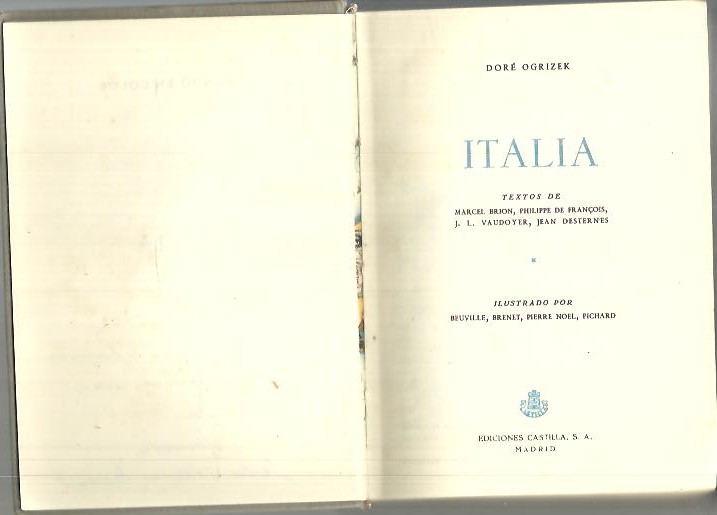 DORÉ OGRIZEK
ITALIA
TEXTOS DE
MARCEL BRION, PHILIPPE DE FRANÇOIS,
J. L. VAUDOYER, JEAN DESTERNES
ILUSTRADO POR
BEUVILLE, BRENET, PIERRE NOEL, PICHARD
EDICIONES CASTILLA, S. A.
MADRID